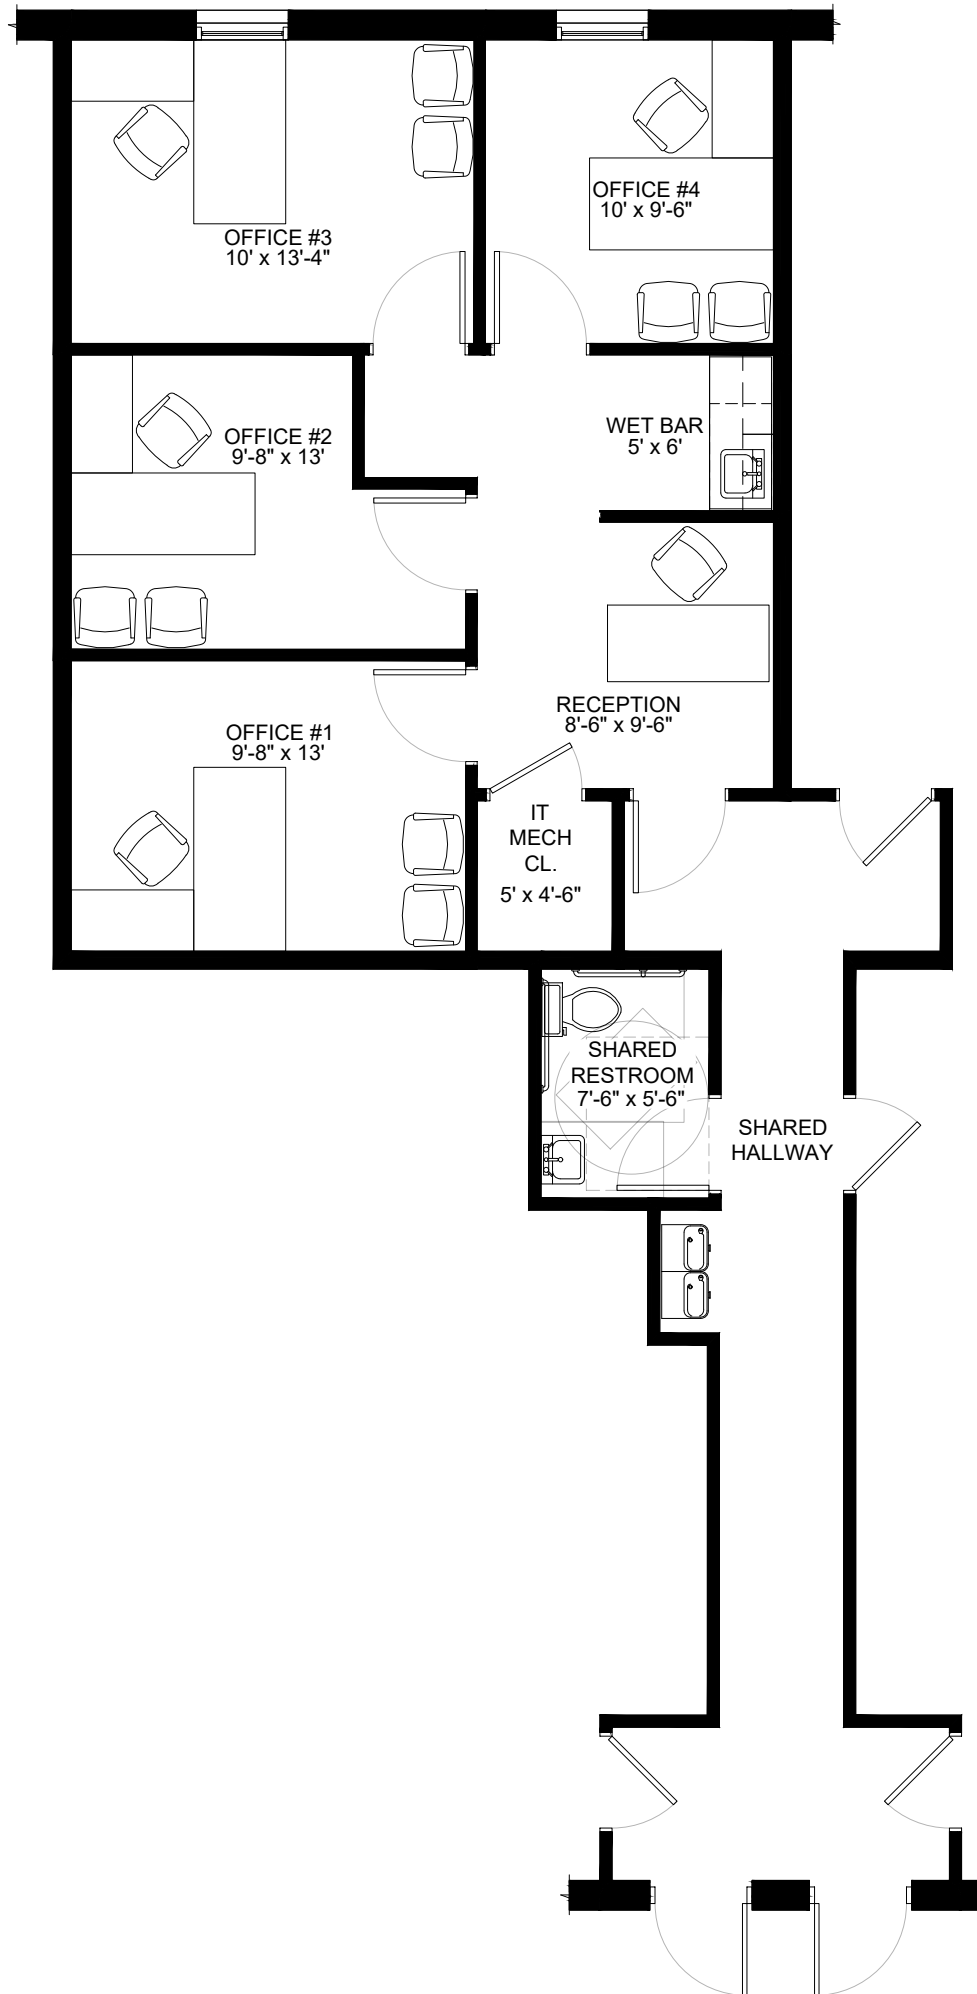 OFFICE #3
10' x 13'-4"
OFFICE #4
10' x 9'-6"
OFFICE #2
9'-8" x 13'
WET BAR
5' x 6'
OFFICE #1
9'-8" x 13'
RECEPTION
8'-6" x 9'-6"
IT
MECH
CL.
5' x 4'-6"
SHARED
RESTROOM
7'-6" x 5'-6"
SHARED
HALLWAY